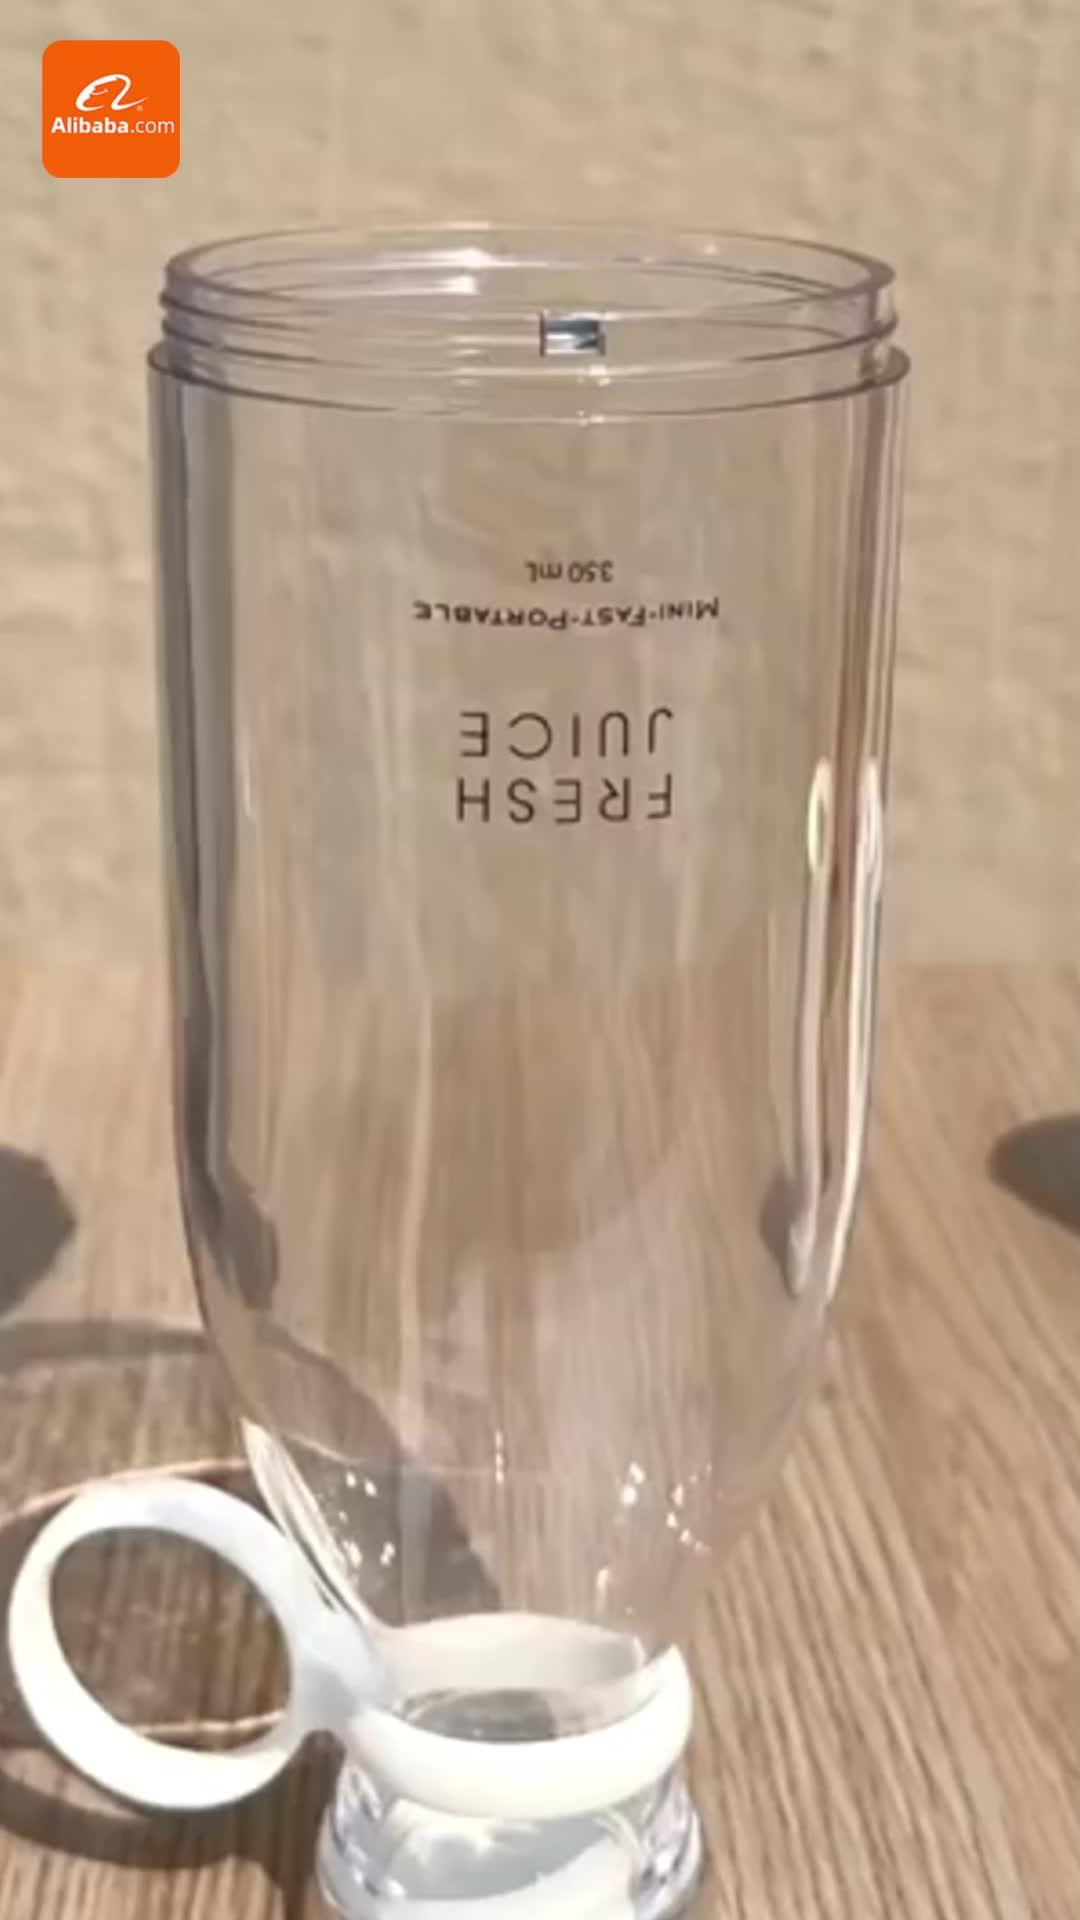 Alibaba.com
FRESH
JUICE
MINI-FAST-PORTABLE
350 mL